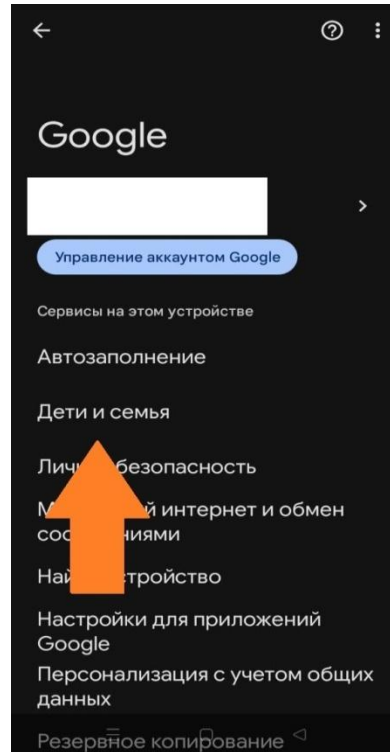 Google
Управление аккаунтом Google
Сервисы на этом устройстве
Автозаполнение
Дети и семья
безопасность
интернет и обмен
Настройки для приложений
Google
Персонализация с учетом общих
данных
Резервное копирование